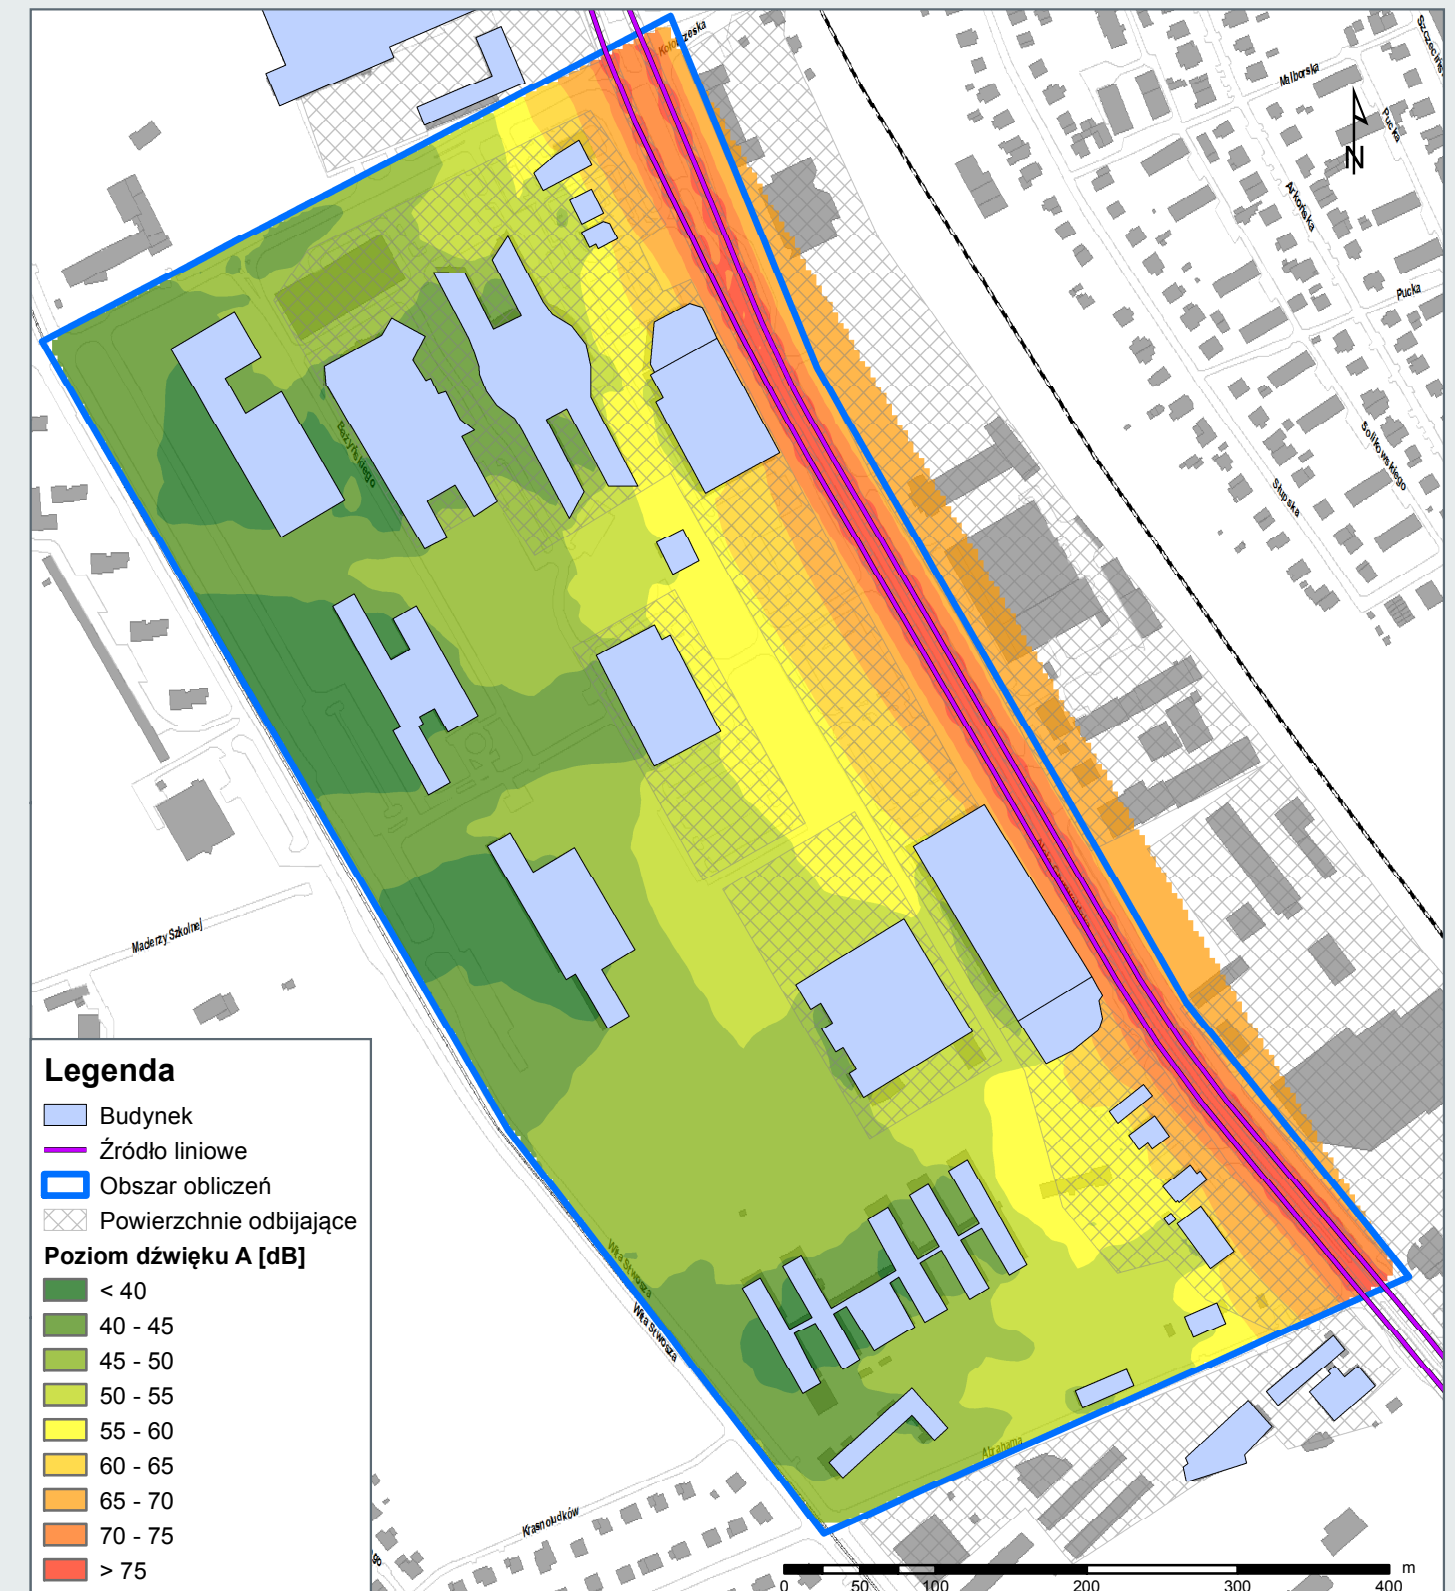 Kołobrzeska
Malborska
Pucka
Arkońska
Pucka
Bażyńskiego
Słupska
Macierzy Szkolnej
Wita Stwosza
Wita Stwosza
Abrahama
Krasnoludków
N
Legenda
Budynek
Źródło liniowe
Obszar obliczeń
Powierzchnie odbijające
Poziom dźwięku A [dB]
< 40
40 - 45
45 - 50
50 - 55
55 - 60
60 - 65
65 - 70
70 - 75
> 75
m
0 50 100 200 300 400